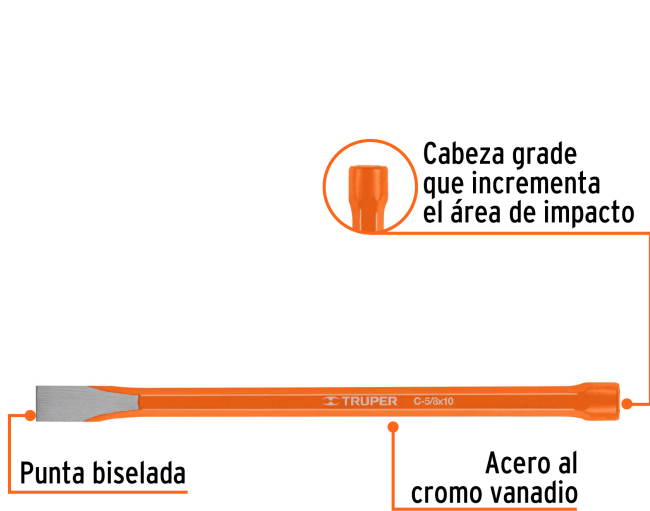 Cabeza grade
que incrementa
el área de impacto
TRUPER C-5/8x10
Punta biselada
Acero al
cromo vanadio